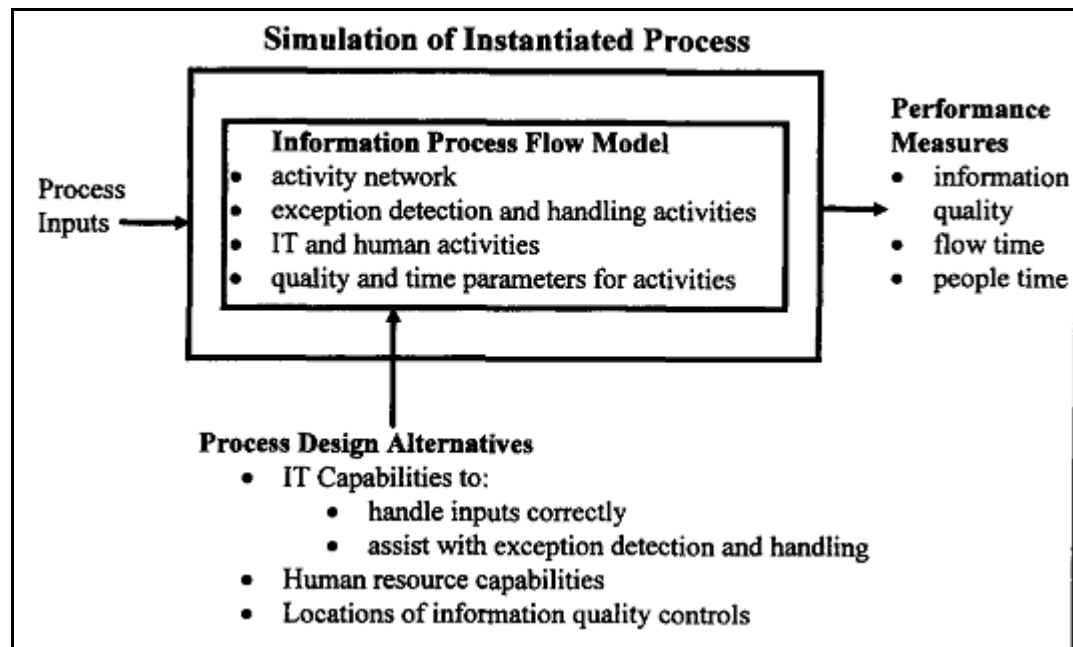 Simulation of Instantiated Process
Process
Inputs
Information Process Flow Model
• activity network
• exception detection and handling activities
• IT and human activities
• quality and time parameters for activities
Performance
Measures
• information
quality
• flow time
• people time
Process Design Alternatives
• IT Capabilities to:
• handle inputs correctly
• assist with exception detection and handling
• Human resource capabilities
• Locations of information quality controls